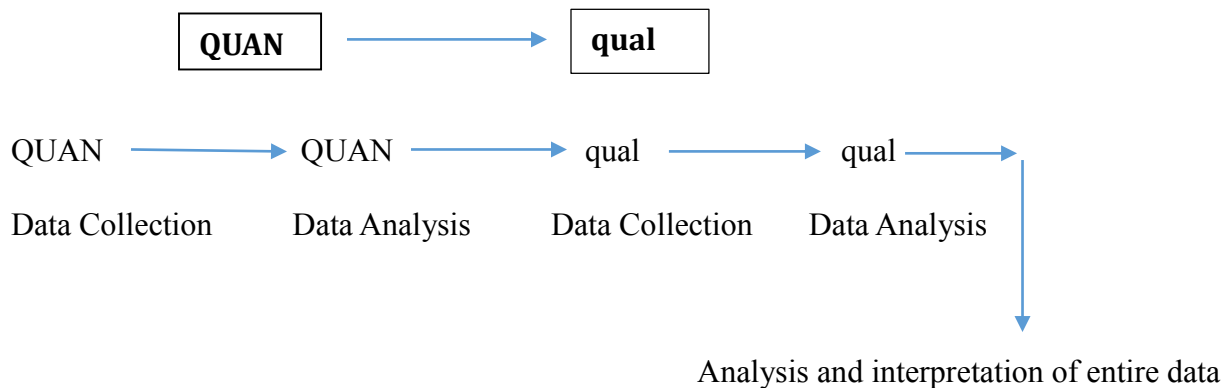 QUAN qual
QUAN QUAN qual qual
Data Collection Data Analysis Data Collection Data Analysis
Analysis and interpretation of entire data